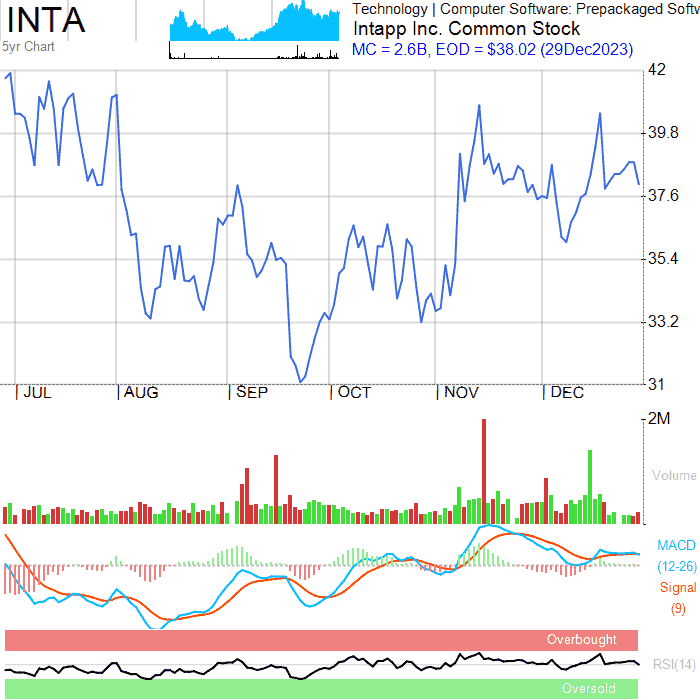 INTA
5yr Chart
Technology | Computer Software: Prepackaged Softw
Intapp Inc. Common Stock
MC = 2.6B, EOD = $38.02 (29Dec2023)
42
39.8
37.6
35.4
33.2
31
| JUL | AUG | SEP | OCT | NOV | DEC
2M
Volume
MACD
(12-26)
Signal
(9)
Overbought
RSI(14)
Oversold